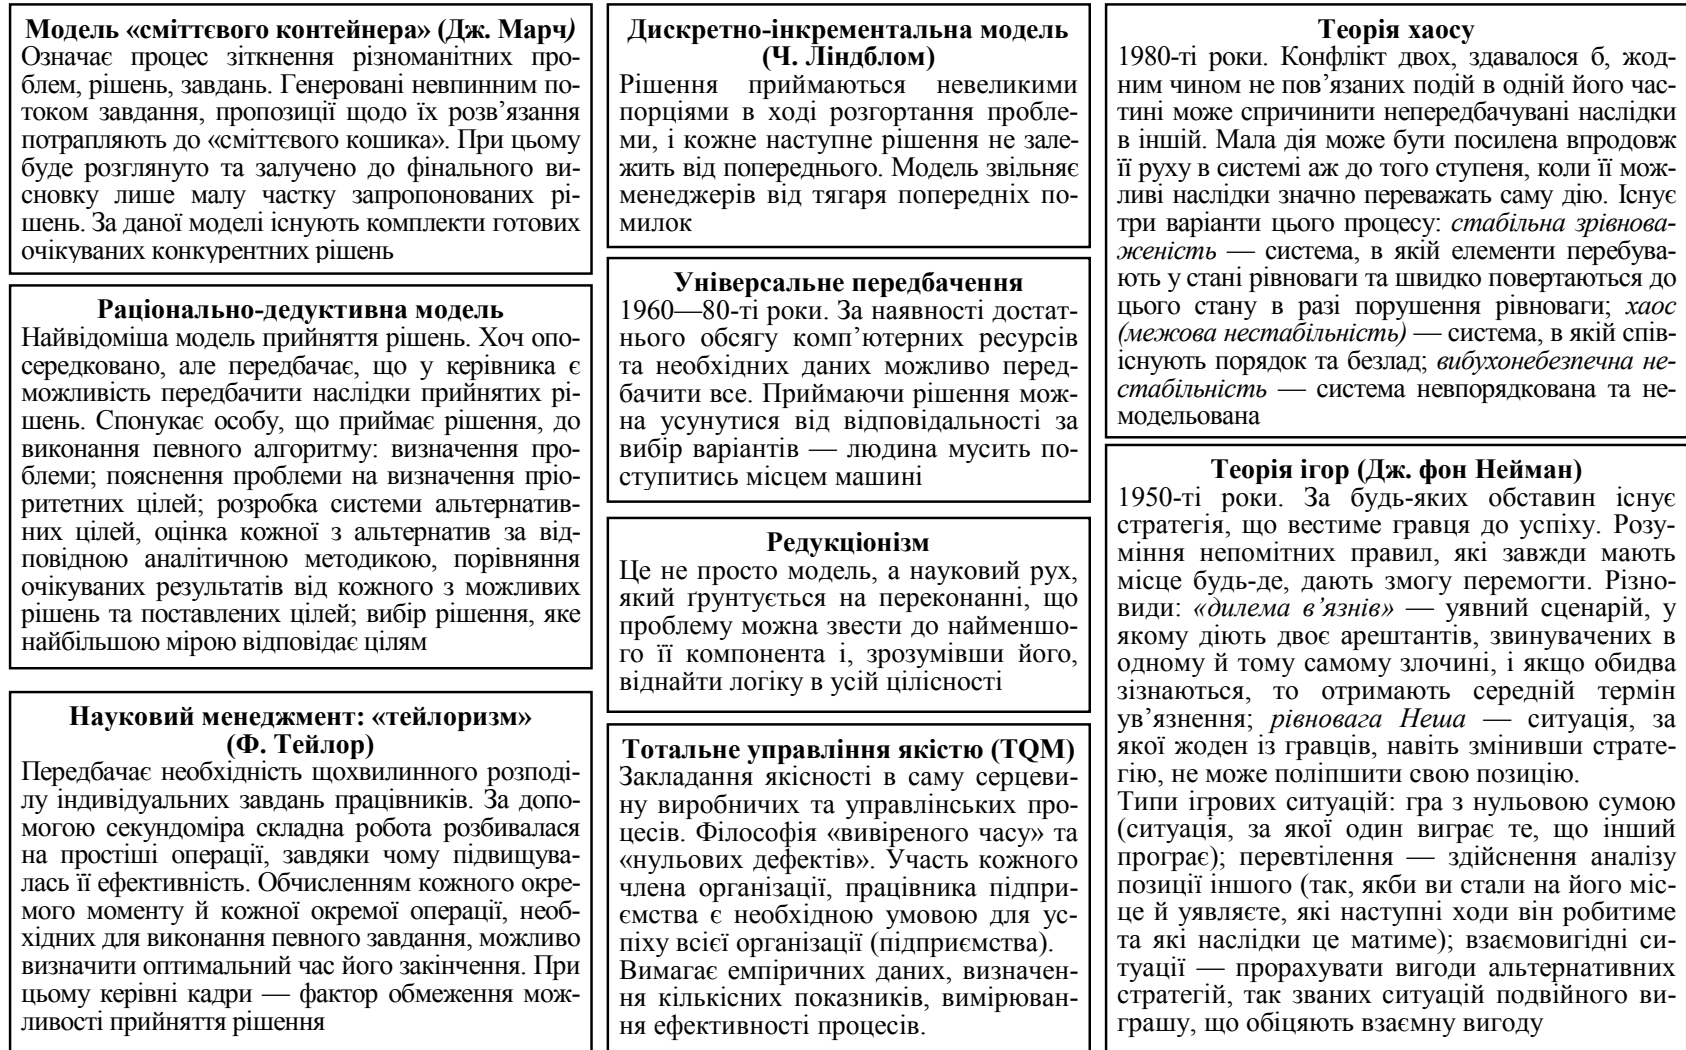 Модель «сміттєвого контейнера» (Дж. Марч)
Означає процес зіткнення різноманітних про-
блем, рішень, завдань. Генеровані невпинним по-
током завдання, пропозиції щодо їх розв’язання
потрапляють до «сміттєвого кошика». При цьому
буде розглянуто та залучено до фінального ви-
сновку лише малу частку запропонованих рі-
шень. За даної моделі існують комплекти готових
очікуваних конкурентних рішень
Раціонально-дедуктивна модель
Найвідоміша модель прийняття рішень. Хоч опо-
середковано, але передбачає, що у керівника є
можливість передбачити наслідки прийнятих рі-
шень. Спонукає особу, що приймає рішення, до
виконання певного алгоритму: визначення про-
блеми; пояснення проблеми на визначення пріо-
ритетних цілей; розробка системи альтернатив-
них цілей, оцінка кожної з альтернатив за від-
повідною аналітичною методикою, порівняння
очікуваних результатів від кожного з можливих
рішень та поставлених цілей; вибір рішення, яке
найбільшою мірою відповідає цілям
Науковий менеджмент: «тейлоризм»
(Ф. Тейлор)
Передбачає необхідність щохвилинного розподі-
лу індивідуальних завдань працівників. За допо-
могою секундоміра складна робота розбивалася
на простіші операції, завдяки чому підвищува-
лась її ефективність. Обчисленням кожного окре-
мого моменту й кожної окремої операції, необ-
хідних для виконання певного завдання, можливо
визначити оптимальний час його закінчення. При
цьому керівні кадри — фактор обмеження мож-
ливості прийняття рішення
Дискретно-інкрементальна модель
(Ч. Ліндблом)
Рішення приймаються невеликими
порціями в ході розгортання пробле-
ми, і кожне наступне рішення не зале-
жить від попереднього. Модель звільняє
менеджерів від тягаря попередніх по-
милок
Універсальне передбачення
1960—80-ті роки. За наявності достат-
нього обсягу комп’ютерних ресурсів
та необхідних даних можливо перед-
бачити все. Приймаючи рішення мож-
на усунутися від відповідальності за
вибір варіантів — людина мусить по-
ступитись місцем машині
Редукціонізм
Це не просто модель, а науковий рух,
який ґрунтується на переконанні, що
проблему можна звести до найменшо-
го її компонента і, зрозумівши його,
віднайти логіку в усій цілісності
Тотальне управління якістю (TQM)
Закладання якісності в саму серцеви-
ну виробничих та управлінських про-
цесів. Філософія «вивіреного часу» та
«нульових дефектів». Участь кожного
члена організації, працівника підпри-
ємства є необхідною умовою для ус-
піху всієї організації (підприємства).
Вимагає емпіричних даних, визначен-
ня кількісних показників, вимірюван-
ня ефективності процесів.
Теорія хаосу
1980-ті роки. Конфлікт двох, здавалося б, жод-
ним чином не пов’язаних подій в одній його час-
тині може спричинити непередбачувані наслідки
в іншій. Мала дія може бути посилена впродовж
її руху в системі аж до того ступеня, коли її мож-
ливі наслідки значно переважать саму дію. Існує
три варіанти цього процесу: стабільна зрівнова-
женість — система, в якій елементи перебува-
ють у стані рівноваги та швидко повертаються до
цього стану в разі порушення рівноваги; хаос
(межова нестабільність) — система, в якій спів-
існують порядок та безлад; вибухонебезпечна не-
стабільність — система невпорядкована та не-
модельована
Теорія ігор (Дж. фон Нейман)
1950-ті роки. За будь-яких обставин існує
стратегія, що вестиме гравця до успіху. Розу-
міння непомітних правил, які завжди мають
місце будь-де, дають змогу перемогти. Різно-
види: «дилема в’язнів» — уявний сценарій, у
якому діють двоє арештантів, звинувачених в
одному й тому самому злочині, і якщо обидва
зізнаються, то отримають середній термін
ув’язнення; рівновага Неша — ситуація, за
якої жоден із гравців, навіть змінивши страте-
гію, не може поліпшити свою позицію.
Типи ігрових ситуацій: гра з нульовою сумою
(ситуація, за якої один виграє те, що інший
програє); перевтілення — здійснення аналізу
позиції іншого (так, якби ви стали на його міс-
це й уявляєте, які наступні ходи він робитиме
та які наслідки це матиме); взаємовигідні си-
туації — прорахувати вигоди альтернативних
стратегій, так званих ситуацій подвійного ви-
грашу, що обіцяють взаємну вигоду